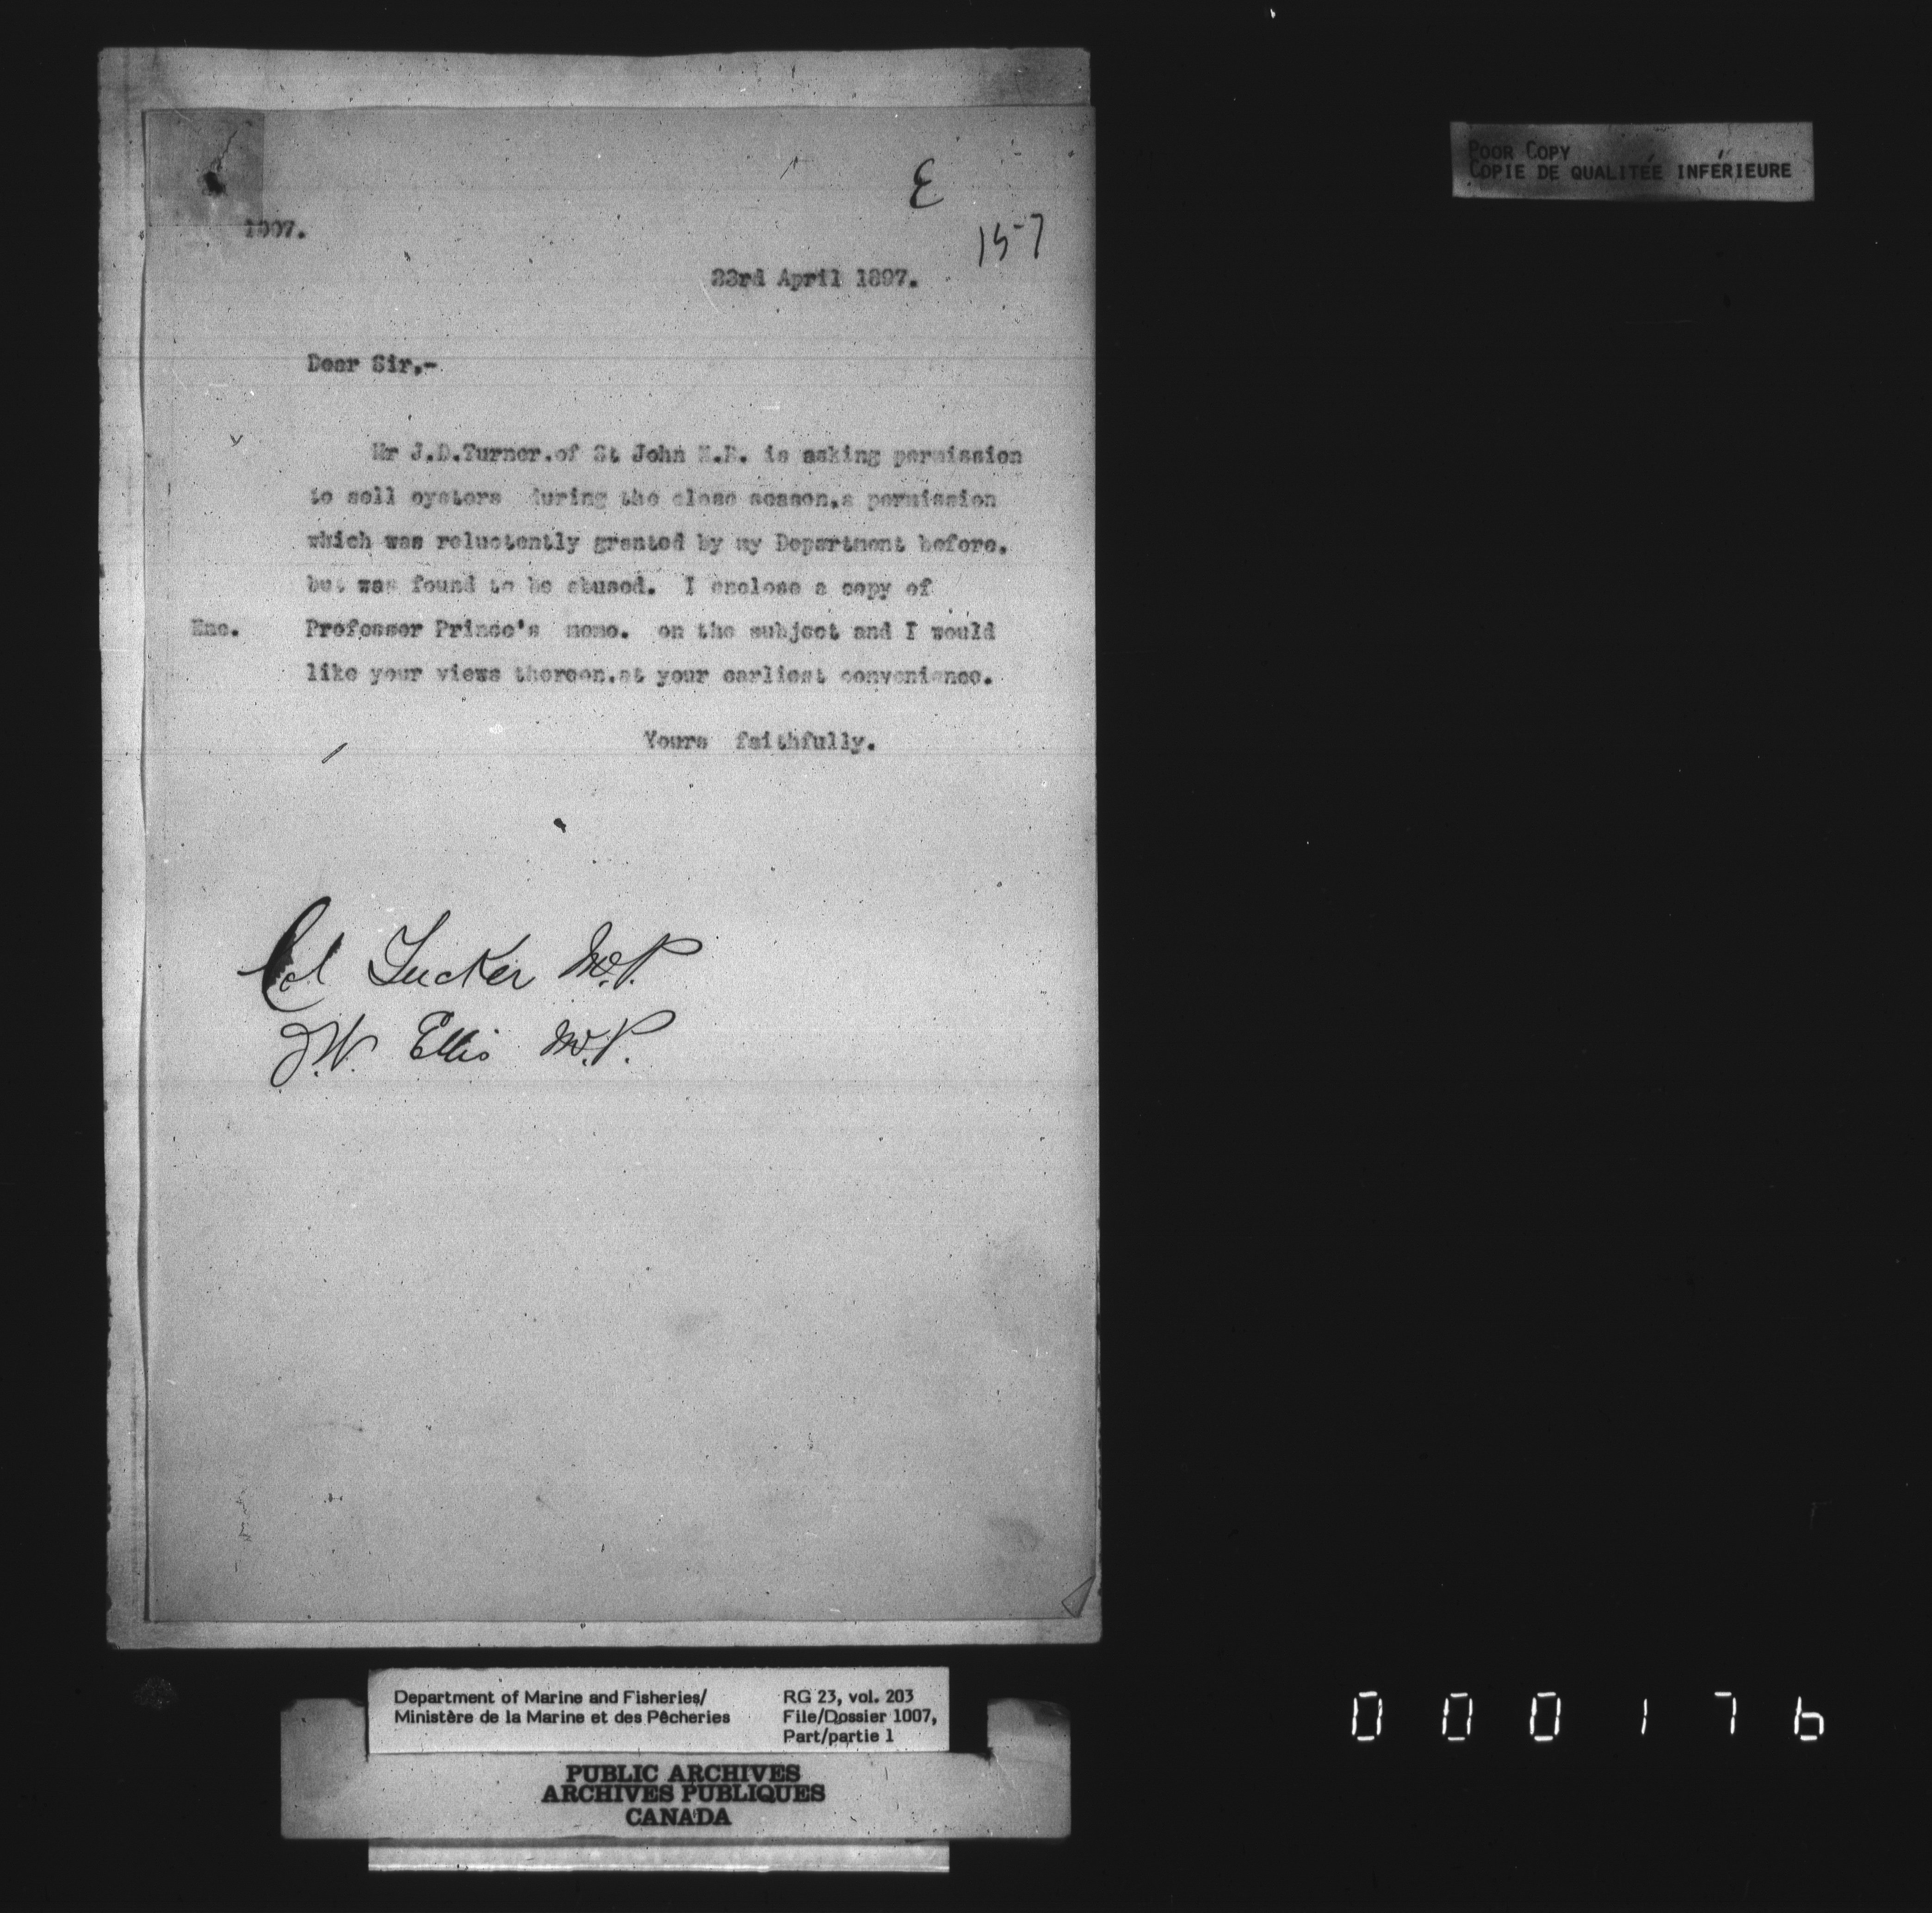 POOR COPY
COPIE DE QUALITÉE INFÉRIEURE
E
157
1007.
23rd April 1897.
Dear Sir,-
Mr J.D.Turner.of St John N.B. is asking permission
to sell oysters during the close season,a permission
which was reluctently granted by my Department before,
but was found to be abused. I enclose a copy of
Enc. Professor Prince's memo. on the subject and I would
like your views thereon.at your earliest convenience.
Yours faithfully.
Col Tucker M.P.
J.V. Ellis M.P.
Department of Marine and Fisheries/
Ministère de la Marine et des Pêcheries
RG 23, vol. 203
File/Dossier 1007,
Part/partie 1
PUBLIC ARCHIVES
ARCHIVES PUBLIQUES
CANADA
000176